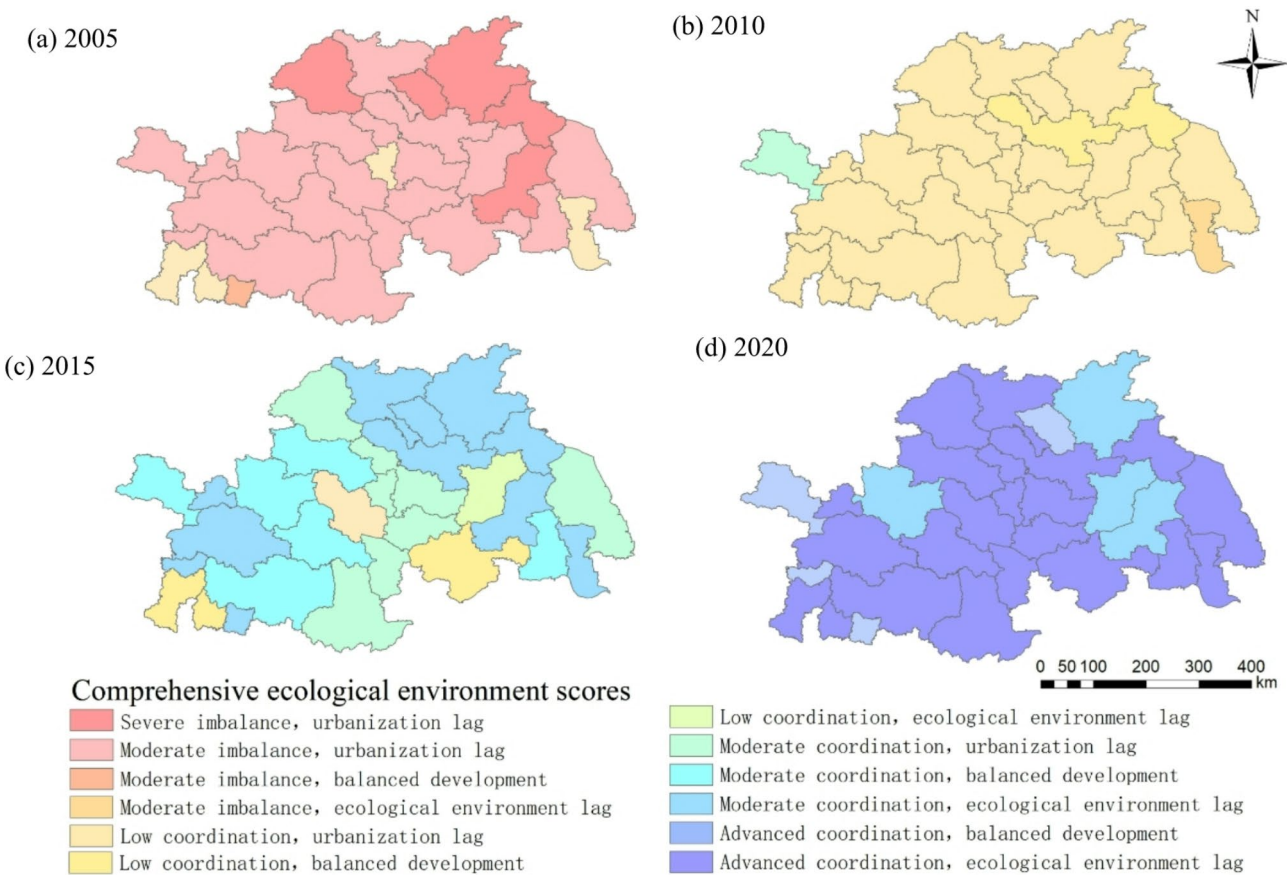 (a) 2005
(b) 2010
N
(c) 2015
(d) 2020
0 50 100 200 300 400
km
Comprehensive ecological environment scores
Severe imbalance, urbanization lag
Moderate imbalance, urbanization lag
Moderate imbalance, balanced development
Moderate imbalance, ecological environment lag
Low coordination, urbanization lag
Low coordination, balanced development
Low coordination, ecological environment lag
Moderate coordination, urbanization lag
Moderate coordination, balanced development
Moderate coordination, ecological environment lag
Advanced coordination, balanced development
Advanced coordination, ecological environment lag